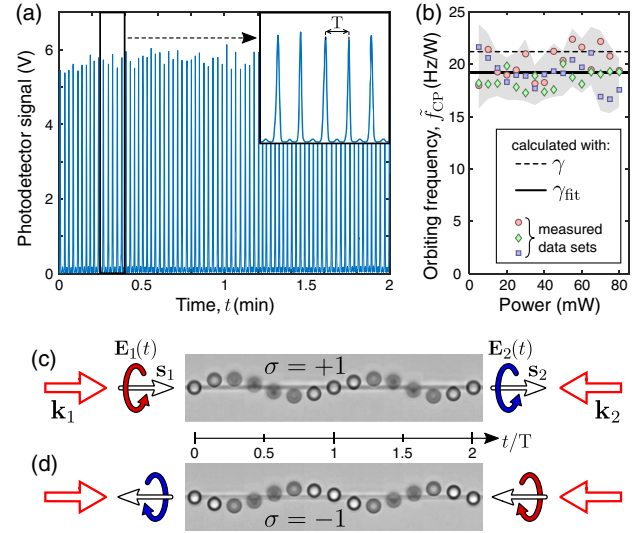 (a)
Photodetector signal (V)
6
4
2
0
T
0
0.5
1
1.5
2
Time, t (min)
(b)
Orbiting frequency, f̃CP (Hz/W)
25
20
15
10
5
0
calculated with:
γ
γfit
measured
data sets
0
20
40
60
80
Power (mW)
(c)
k1
E1(t)
s1
σ = +1
E2(t)
s2
k2
0
0.5
1
1.5
2
t/T
(d)
σ = −1